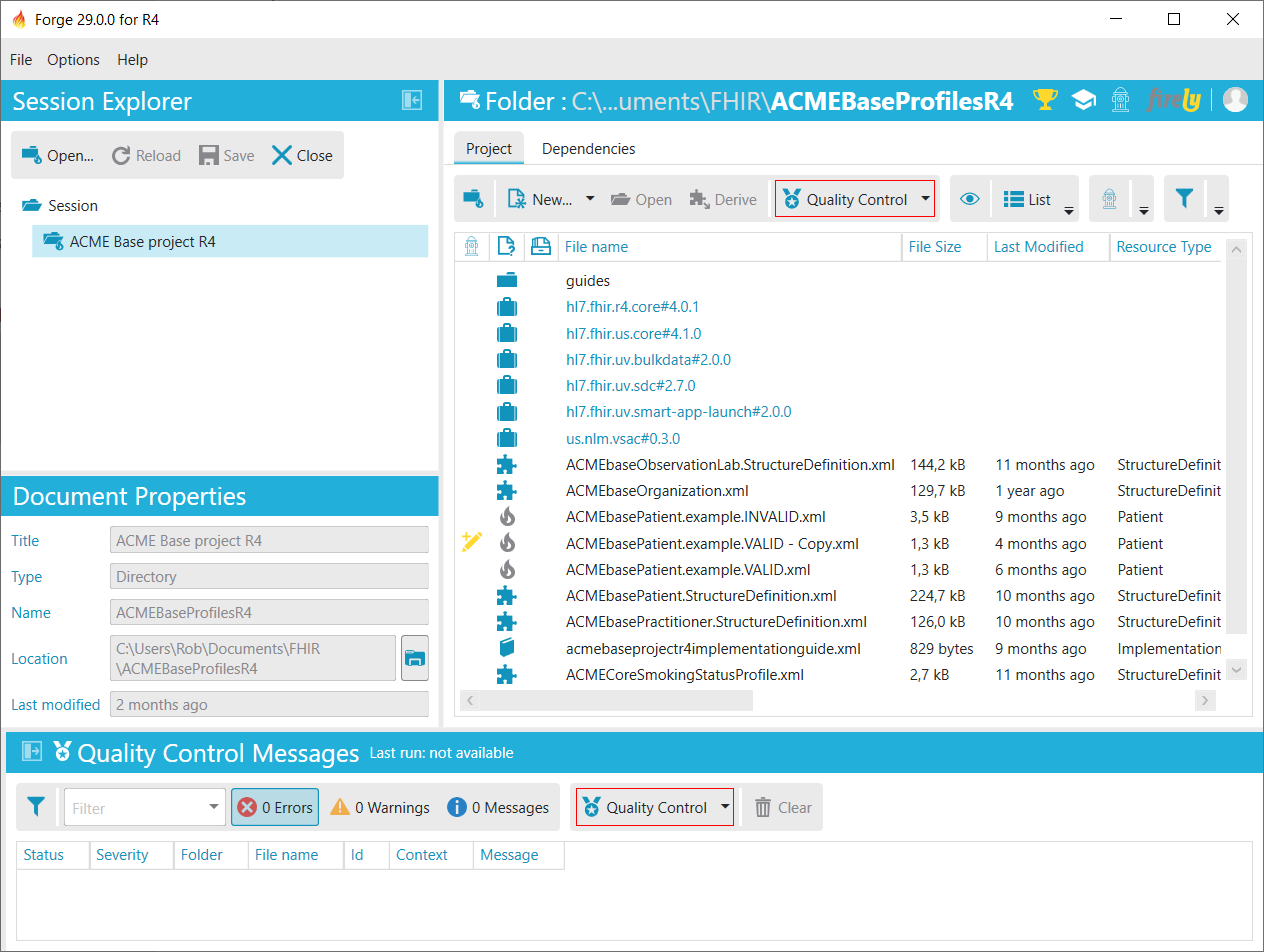 Forge 29.0.0 for R4
File Options Help
Session Explorer
Open... Reload Save Close
Session
ACME Base project R4
Document Properties
Title ACME Base project R4
Type Directory
Name ACMEBaseProfilesR4
Location C:\Users\Rob\Documents\FHIR
\ACMEBaseProfilesR4
Last modified 2 months ago
Folder : C:\...uments\FHIR\ACMEBaseProfilesR4 firely
Project Dependencies
New... Open Derive Quality Control List
File name File Size Last Modified Resource Type
guides
hl7.fhir.r4.core#4.0.1
hl7.fhir.us.core#4.1.0
hl7.fhir.uv.bulkdata#2.0.0
hl7.fhir.uv.sdc#2.7.0
hl7.fhir.uv.smart-app-launch#2.0.0
us.nlm.vsac#0.3.0
ACMEbaseObservationLab.StructureDefinition.xml 144,2 kB 11 months ago StructureDefinit
ACMEbaseOrganization.xml 129,7 kB 1 year ago StructureDefinit
ACMEbasePatient.example.INVALID.xml 3,5 kB 9 months ago Patient
ACMEbasePatient.example.VALID - Copy.xml 1,3 kB 4 months ago Patient
ACMEbasePatient.example.VALID.xml 1,3 kB 6 months ago Patient
ACMEbasePatient.StructureDefinition.xml 224,7 kB 10 months ago StructureDefinit
ACMEbasePractitioner.StructureDefinition.xml 126,0 kB 10 months ago StructureDefinit
acmebaseprojectr4implementationguide.xml 829 bytes 9 months ago Implementation
ACMECoreSmokingStatusProfile.xml 2,7 kB 11 months ago StructureDefinit
Quality Control Messages Last run: not available
Filter 0 Errors 0 Warnings 0 Messages Quality Control Clear
Status Severity Folder File name Id Context Message